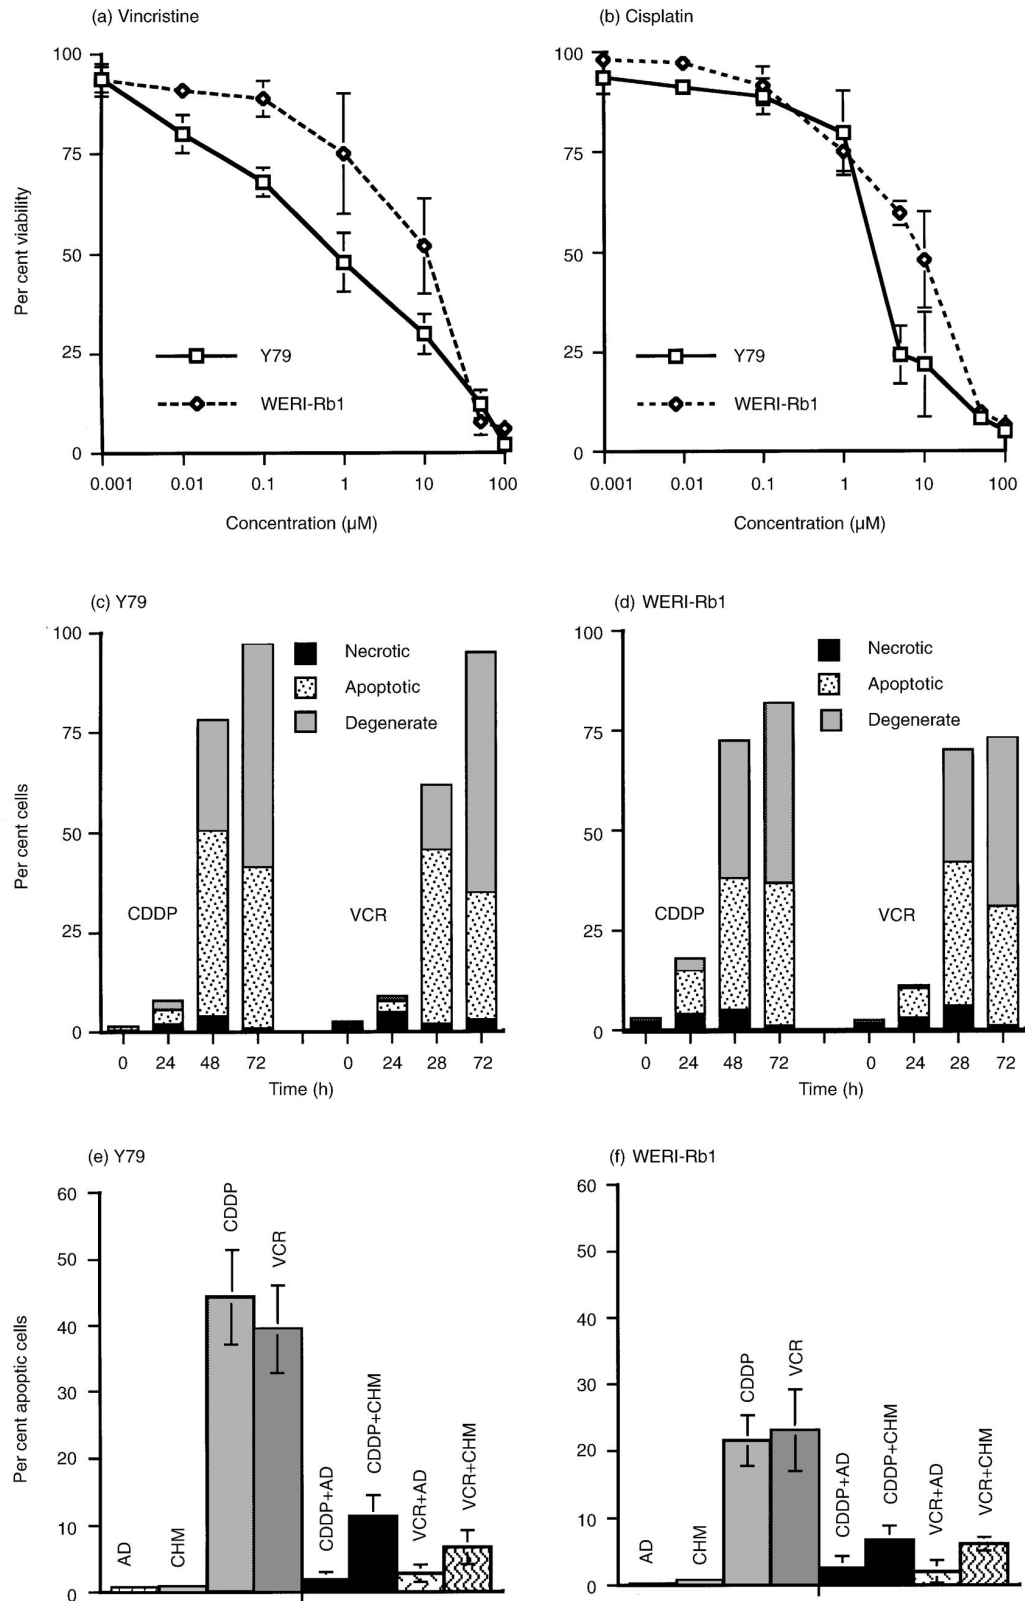 (a) Vincristine
(b) Cisplatin
Per cent viability
100
75
50
25
0
Y79
WERI-Rb1
0.001 0.01 0.1 1 10 100
Concentration (µM)
100
75
50
25
0
Y79
WERI-Rb1
0.001 0.01 0.1 1 10 100
Concentration (µM)
(c) Y79
(d) WERI-Rb1
Per cent cells
100
75
50
25
0
Necrotic
Apoptotic
Degenerate
CDDP
VCR
0 24 48 72 0 24 28 72
Time (h)
100
75
50
25
0
Necrotic
Apoptotic
Degenerate
CDDP
VCR
0 24 48 72 0 24 28 72
Time (h)
(e) Y79
(f) WERI-Rb1
Per cent apoptic cells
60
50
40
30
20
10
0
AD
CHM
CDDP
VCR
CDDP+AD
CDDP+CHM
VCR+AD
VCR+CHM
60
50
40
30
20
10
0
AD
CHM
CDDP
VCR
CDDP+AD
CDDP+CHM
VCR+AD
VCR+CHM